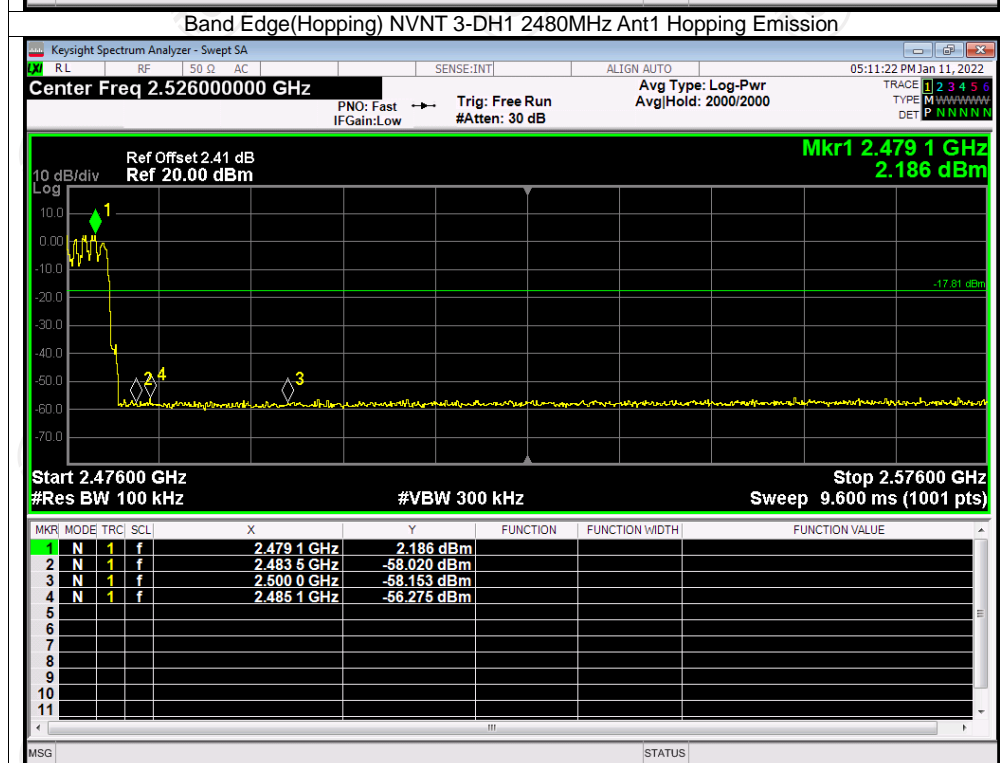 Band Edge(Hopping) NVNT 3-DH1 2480MHz Ant1 Hopping Emission
Keysight Spectrum Analyzer - Swept SA
LXI RL RF 50 Ω AC SENSE:INT ALIGN AUTO 05:11:22 PM Jan 11, 2022
Center Freq 2.526000000 GHz
PNO: Fast Trig: Free Run Avg Type: Log-Pwr TRACE 1 2 3 4 5 6
IFGain:Low #Atten: 30 dB Avg|Hold: 2000/2000 TYPE M WWWWW
DET P N N N N N
Mkr1 2.479 1 GHz
2.186 dBm
Ref Offset 2.41 dB
10 dB/div Ref 20.00 dBm
Log
10.0
0.00
-10.0
-20.0
-30.0
-40.0
-50.0
-60.0
-70.0
1
2 4
3
-17.81 dBm
Start 2.47600 GHz Stop 2.57600 GHz
#Res BW 100 kHz #VBW 300 kHz Sweep 9.600 ms (1001 pts)
MKR MODE TRC SCL X Y FUNCTION FUNCTION WIDTH FUNCTION VALUE
1 N 1 f 2.479 1 GHz 2.186 dBm
2 N 1 f 2.483 5 GHz -58.020 dBm
3 N 1 f 2.500 0 GHz -58.153 dBm
4 N 1 f 2.485 1 GHz -56.275 dBm
5
6
7
8
9
10
11
MSG STATUS